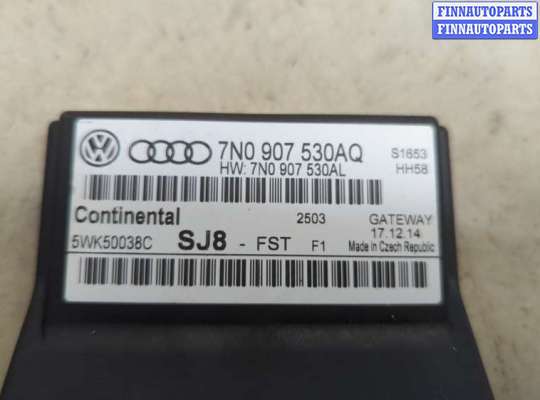 FINNAUTOPARTS
FINNAUTOPARTS
7N0 907 530AQ S1653
HW: 7N0 907 530AL HH58
Continental 2503 GATEWAY
17.12.14
5WK50038C SJ8 - FST F1 Made in Czech Republic